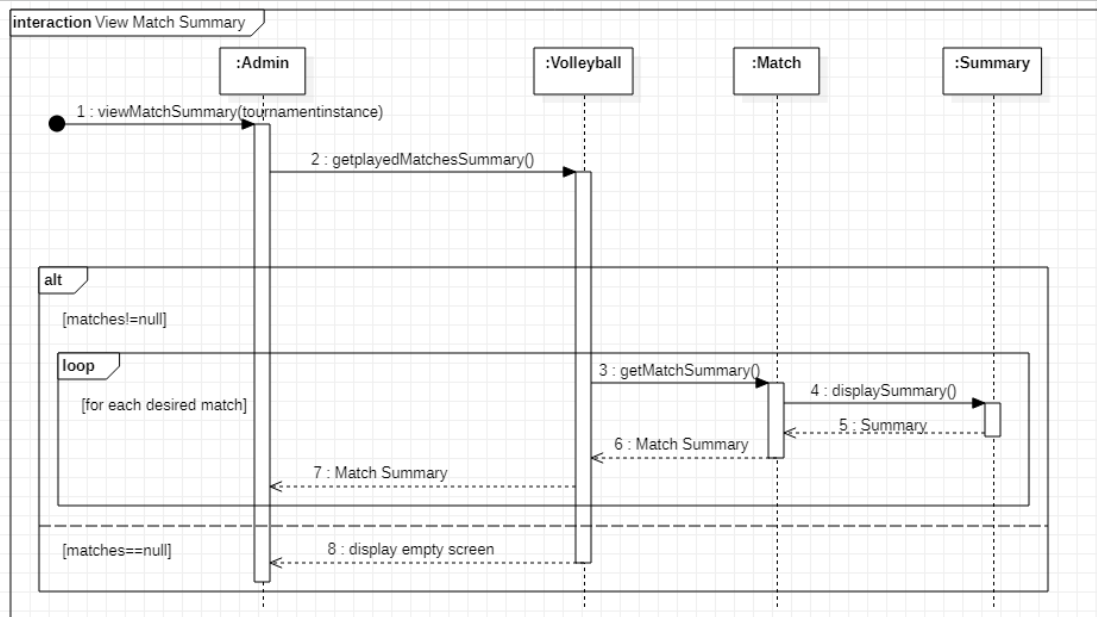 interaction View Match Summary
:Admin
:Volleyball
:Match
:Summary
1 : viewMatchSummary(tournamentinstance)
2 : getplayedMatchesSummary()
alt
[matches!=null]
loop
[for each desired match]
3 : getMatchSummary()
4 : displaySummary()
5 : Summary
6 : Match Summary
7 : Match Summary
[matches==null]
8 : display empty screen